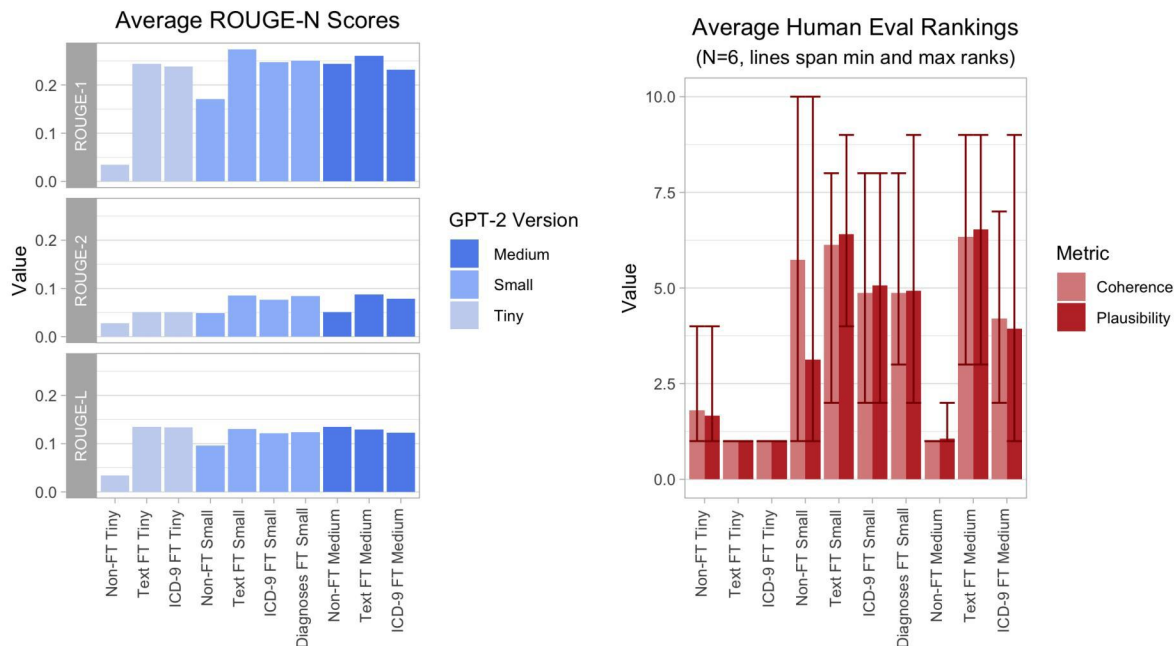 Average ROUGE-N Scores
Value
ROUGE-1
0.2
0.1
0.0
ROUGE-2
0.2
0.1
0.0
ROUGE-L
0.2
0.1
0.0
Non-FT Tiny
Text FT Tiny
ICD-9 FT Tiny
Non-FT Small
Text FT Small
ICD-9 FT Small
Diagnoses FT Small
Non-FT Medium
Text FT Medium
ICD-9 FT Medium
GPT-2 Version
Medium
Small
Tiny
Average Human Eval Rankings
(N=6, lines span min and max ranks)
Value
10.0
7.5
5.0
2.5
0.0
Non-FT Tiny
Text FT Tiny
ICD-9 FT Tiny
Non-FT Small
Text FT Small
ICD-9 FT Small
Diagnoses FT Small
Non-FT Medium
Text FT Medium
ICD-9 FT Medium
Metric
Coherence
Plausibility